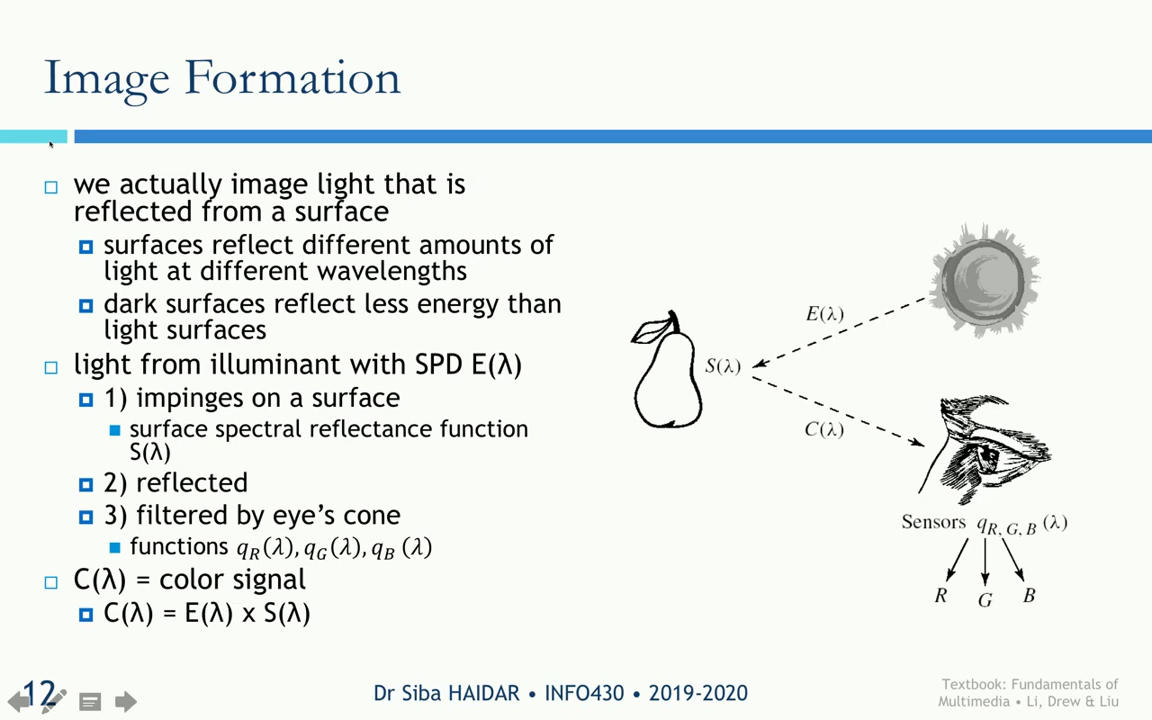 Image Formation
we actually image light that is
reflected from a surface
surfaces reflect different amounts of
light at different wavelengths
dark surfaces reflect less energy than
light surfaces
light from illuminant with SPD E(λ)
1) impinges on a surface
surface spectral reflectance function
S(λ)
2) reflected
3) filtered by eye’s cone
functions q_R(λ), q_G(λ), q_B (λ)
C(λ) = color signal
C(λ) = E(λ) x S(λ)
E(λ)
S(λ)
C(λ)
Sensors q_R, G, B (λ)
R G B
12
Dr Siba HAIDAR • INFO430 • 2019-2020
Textbook: Fundamentals of
Multimedia • Li, Drew & Liu